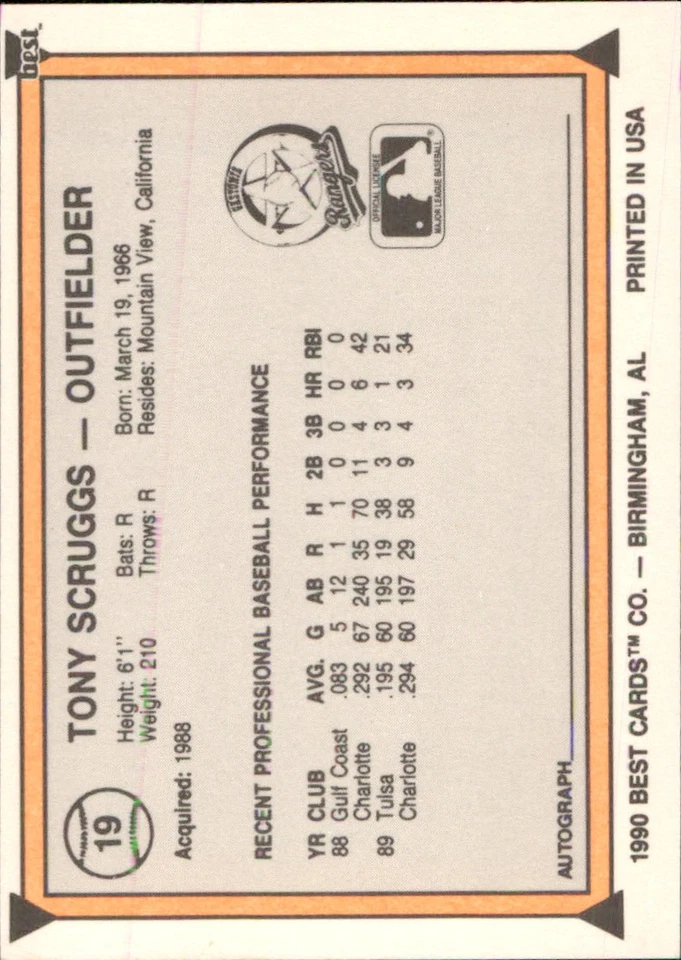 best™
19
TONY SCRUGGS — OUTFIELDER
Height: 6'1" Bats: R Born: March 19, 1966
Weight: 210 Throws: R Resides: Mountain View, California
Acquired: 1988
GASTONIA
Rangers
OFFICIAL LICENSEE
MAJOR LEAGUE BASEBALL®
RECENT PROFESSIONAL BASEBALL PERFORMANCE
YR CLUB AVG. G AB R H 2B 3B HR RBI
88 Gulf Coast .083 5 12 1 1 0 0 0 0
Charlotte .292 67 240 35 70 11 4 6 42
89 Tulsa .195 60 195 19 38 3 3 1 21
Charlotte .294 60 197 29 58 9 4 3 34
AUTOGRAPH
1990 BEST CARDS™ CO. — BIRMINGHAM, AL PRINTED IN USA